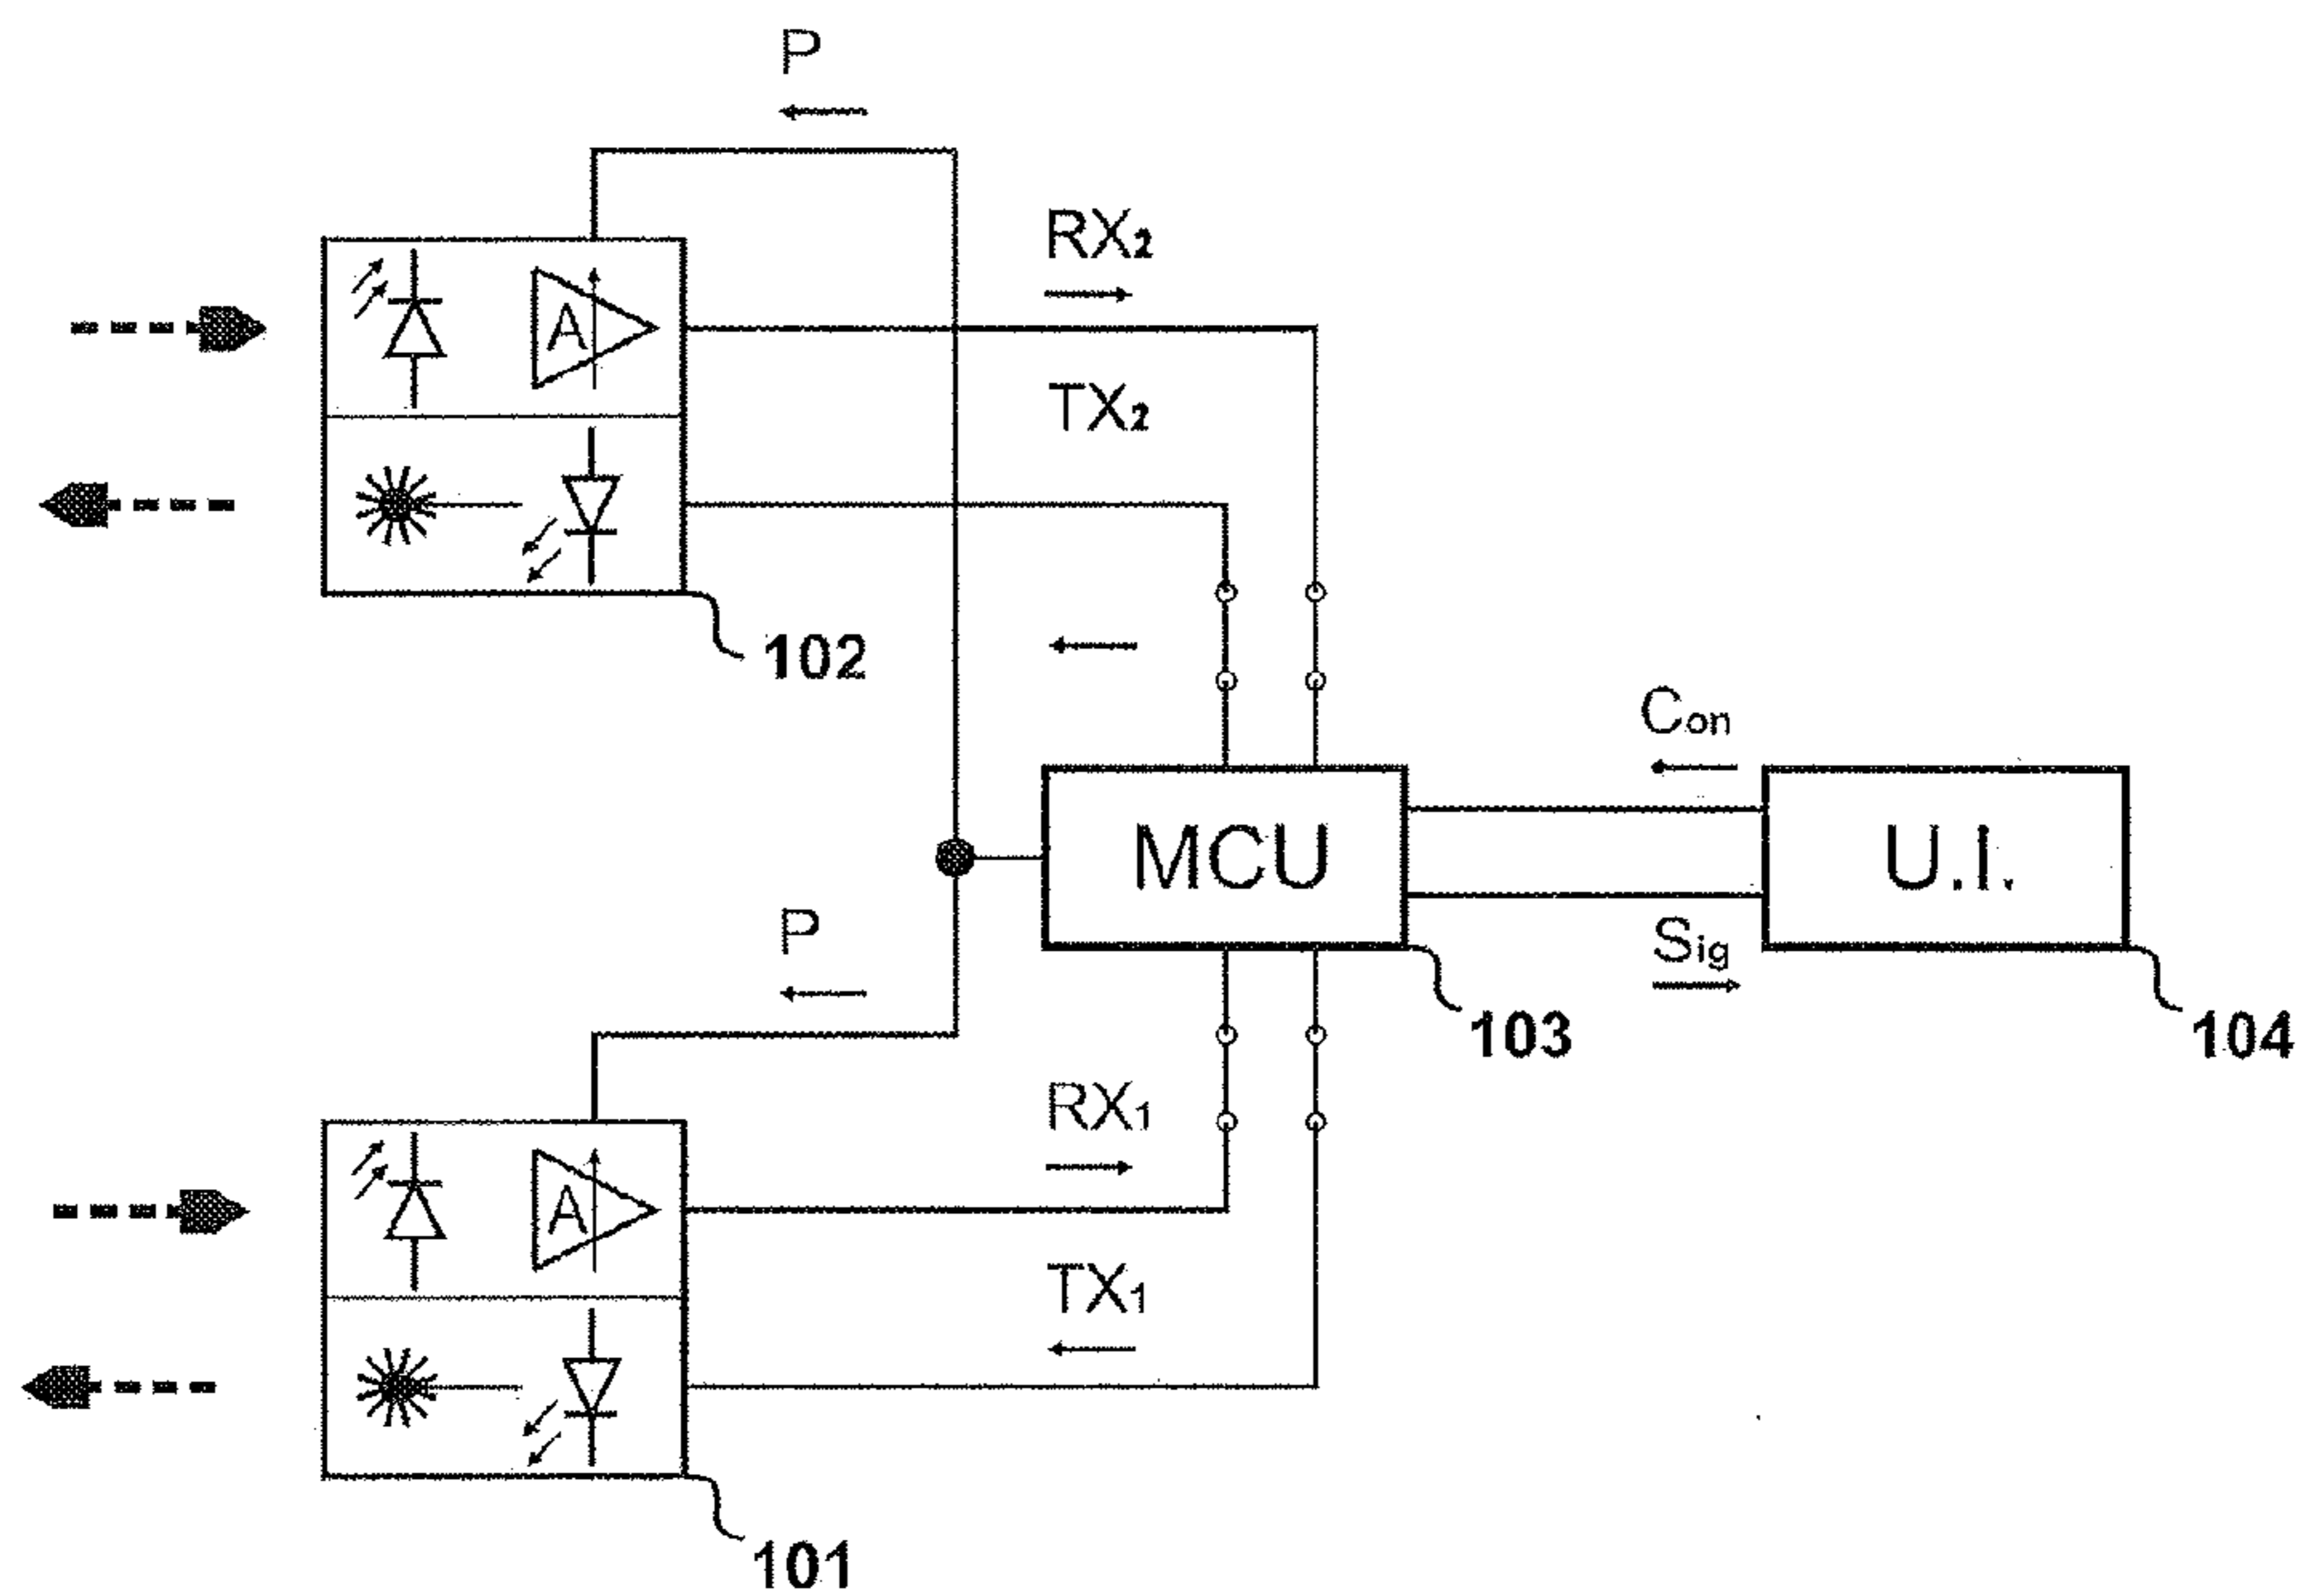 P
RX₂
A
TX₂
102
Con
MCU
U.I.
P
Sig
103
104
RX₁
A
TX₁
101